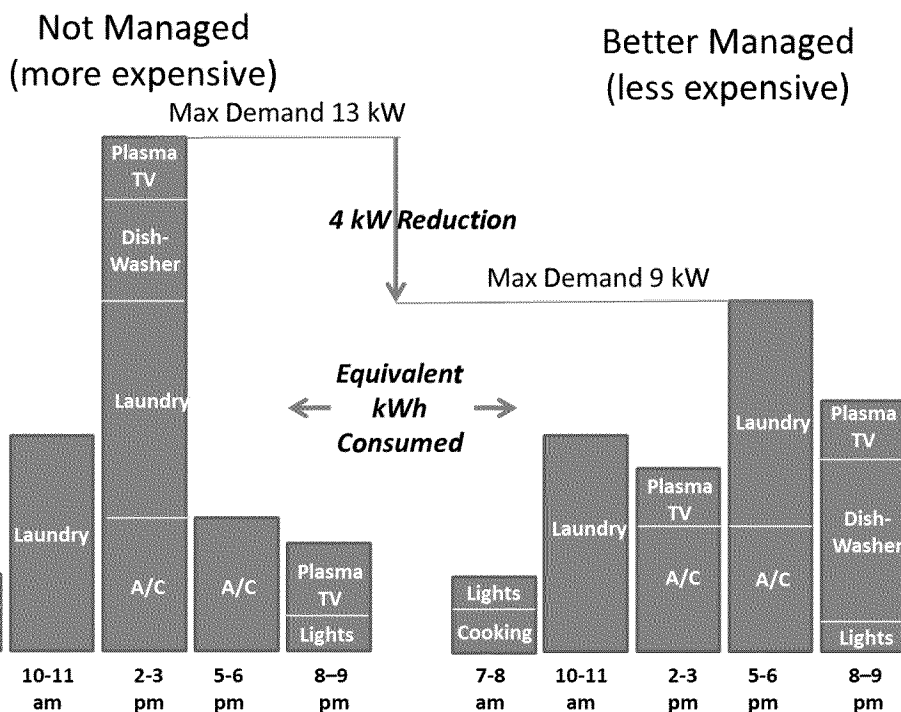 Not Managed
(more expensive)
Better Managed
(less expensive)
Max Demand 13 kW
4 kW Reduction
Max Demand 9 kW
Equivalent
kWh
Consumed
Laundry
Plasma
TV
Dish-
Washer
Laundry
A/C
A/C
Plasma
TV
Lights
Lights
Cooking
Laundry
Plasma
TV
A/C
Laundry
A/C
Plasma
TV
Dish-
Washer
Lights
10-11
am
2-3
pm
5-6
pm
8–9
pm
7-8
am
10-11
am
2-3
pm
5-6
pm
8–9
pm